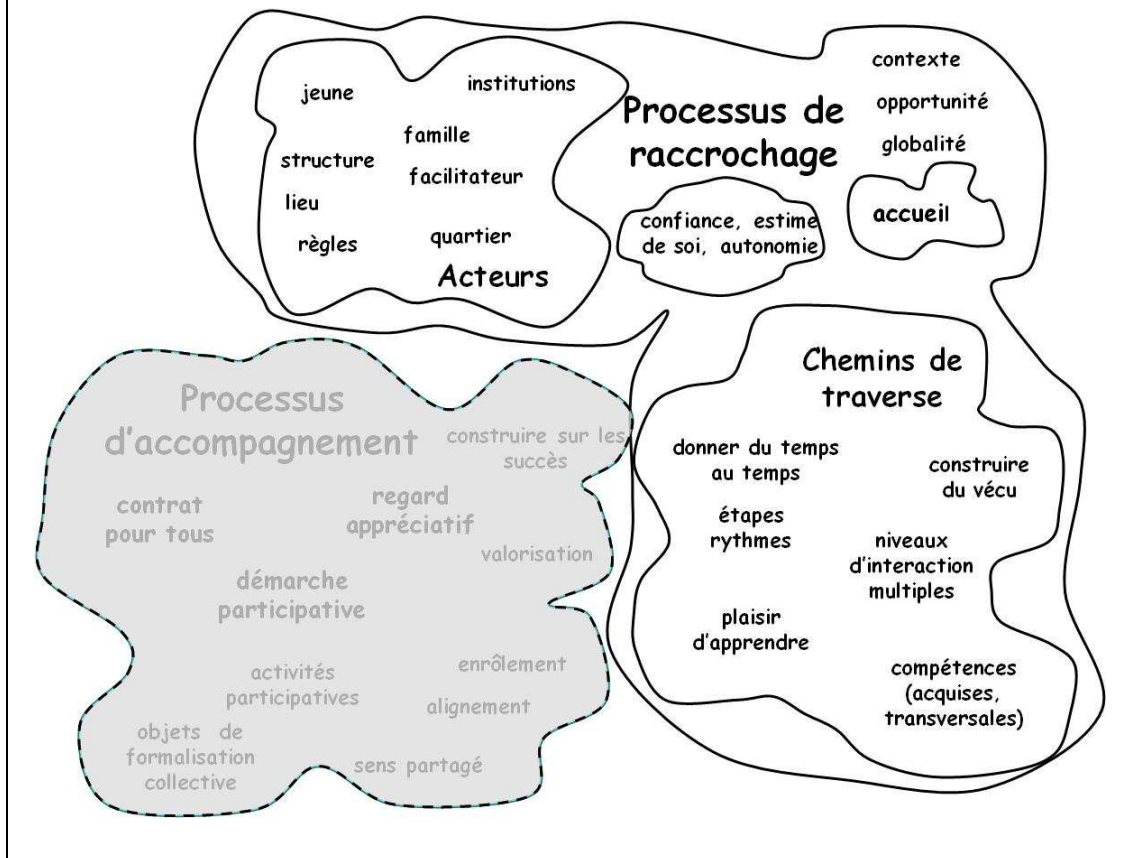 jeune
institutions
famille
structure
facilitateur
lieu
règles
quartier
Acteurs
Processus de
raccrochage
contexte
opportunité
globalité
accueil
confiance, estime
de soi, autonomie
Chemins de
traverse
donner du temps
au temps
construire
du vécu
étapes
rythmes
niveaux
d'interaction
multiples
plaisir
d'apprendre
compétences
(acquises,
transversales)
Processus
d'accompagnement
construire sur les
succès
contrat
pour tous
regard
appréciatif
valorisation
démarche
participative
activités
participatives
enrôlement
alignement
objets de
formalisation
collective
sens partagé